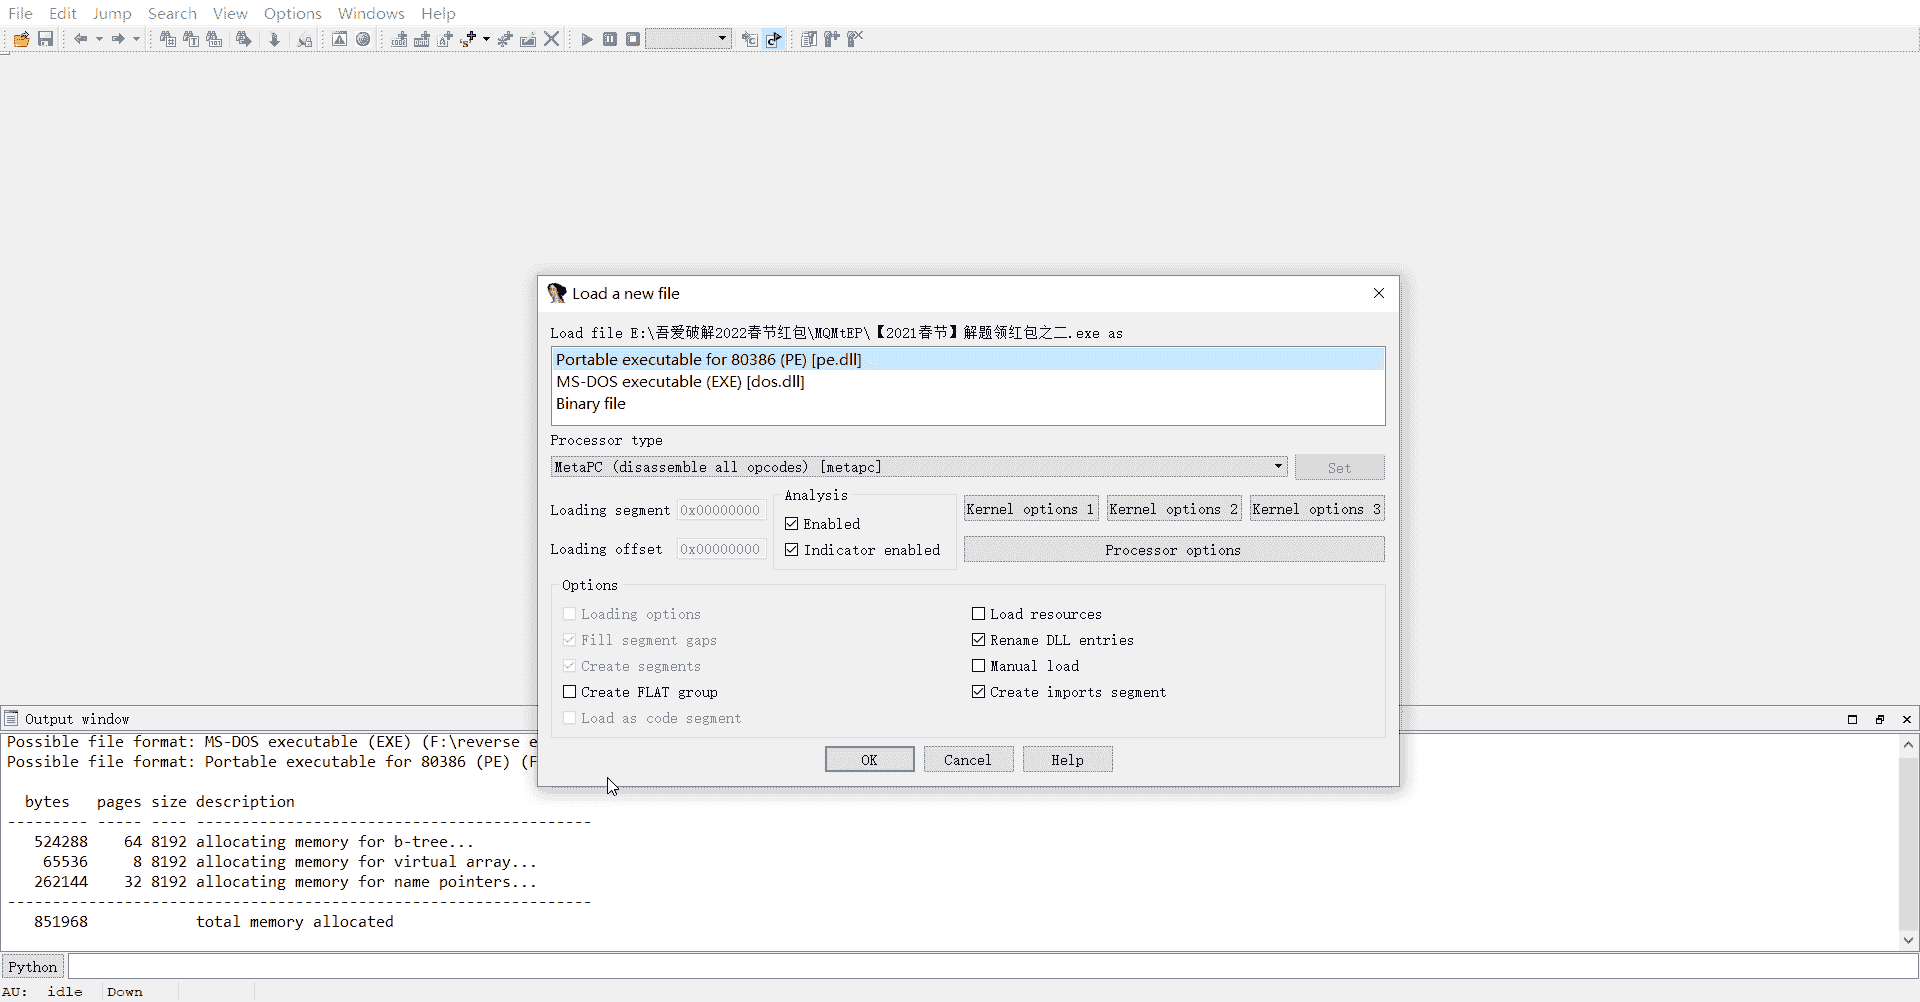 File Edit Jump Search View Options Windows Help
Load a new file
Load file E:\吾爱破解2022春节红包\MQMtEP\【2021春节】解题领红包之二.exe as
Portable executable for 80386 (PE) [pe.dll]
MS-DOS executable (EXE) [dos.dll]
Binary file
Processor type
MetaPC (disassemble all opcodes) [metapc]
Set
Loading segment 0x00000000
Loading offset 0x00000000
Analysis
Enabled
Indicator enabled
Kernel options 1 Kernel options 2 Kernel options 3
Processor options
Options
Loading options
Fill segment gaps
Create segments
Create FLAT group
Load as code segment
Load resources
Rename DLL entries
Manual load
Create imports segment
OK Cancel Help
Output window
Possible file format: MS-DOS executable (EXE) (F:\reverse e
Possible file format: Portable executable for 80386 (PE) (F
bytes pages size description
--------- ----- ---- --------------------------------------------
524288 64 8192 allocating memory for b-tree...
65536 8 8192 allocating memory for virtual array...
262144 32 8192 allocating memory for name pointers...
-----------------------------------------------------------------
851968 total memory allocated
Python
AU: idle Down